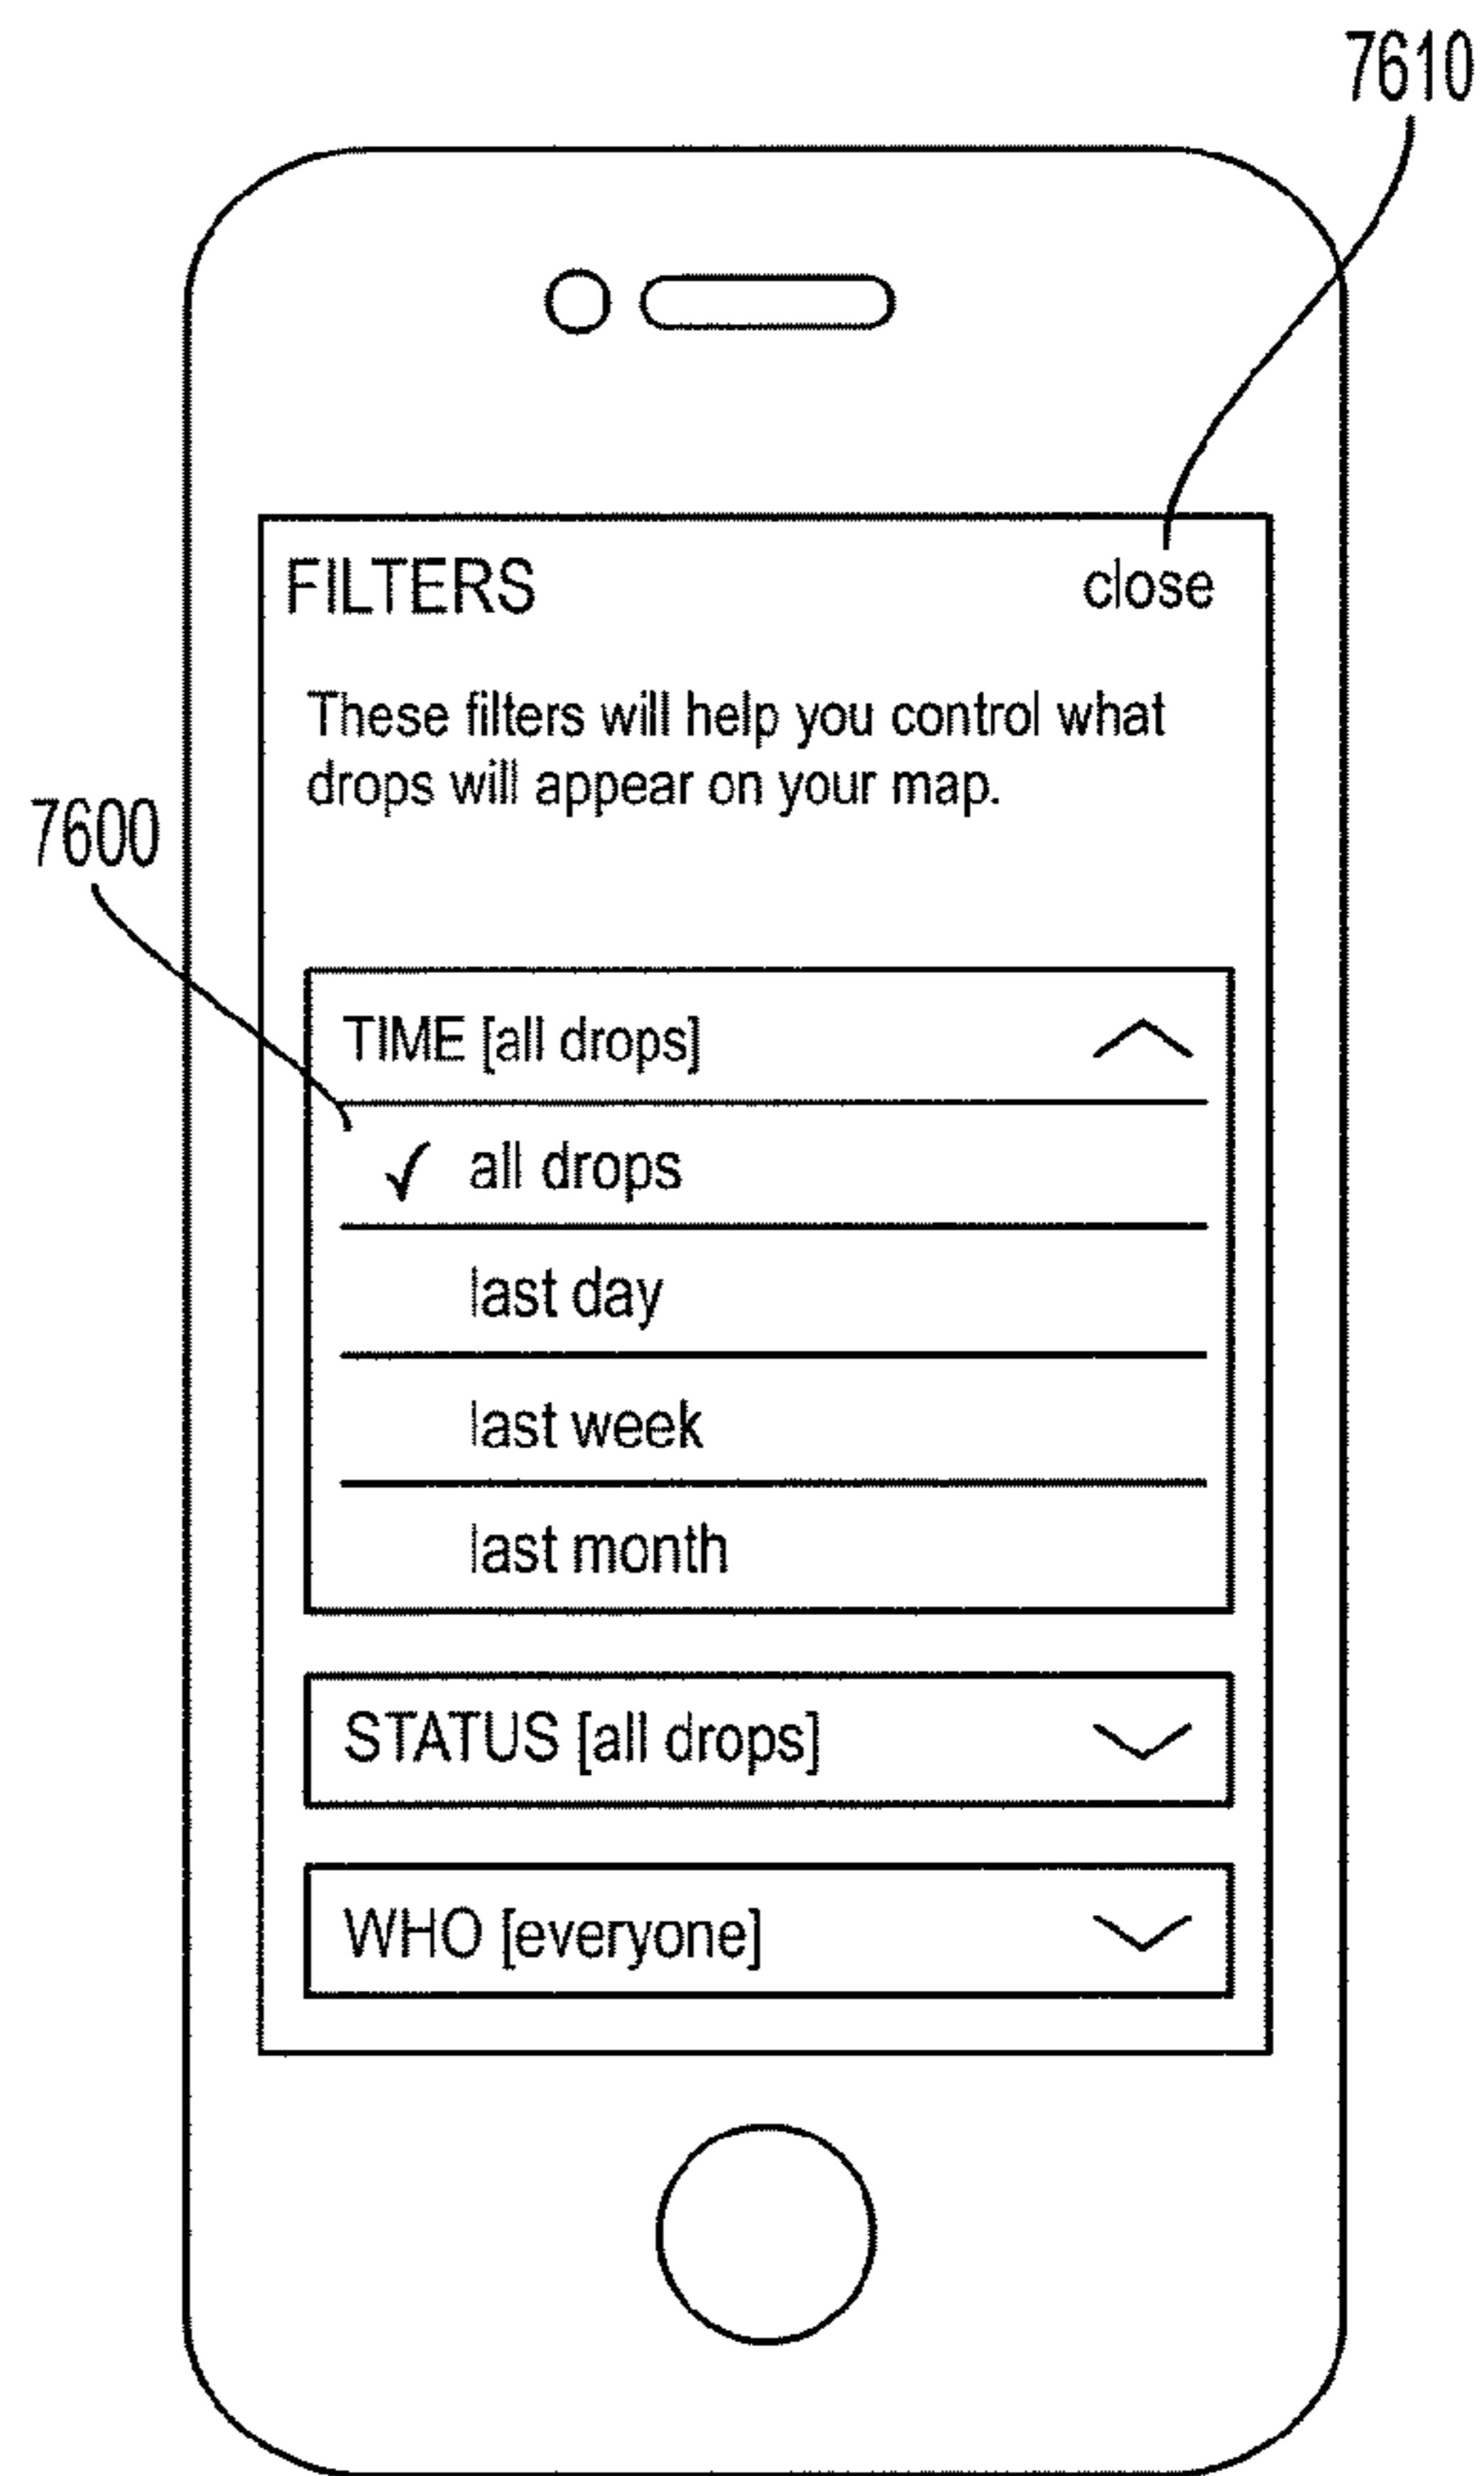 7610
FILTERS close
These filters will help you control what
drops will appear on your map.
7600
TIME [all drops]
✓ all drops
last day
last week
last month
STATUS [all drops]
WHO [everyone]